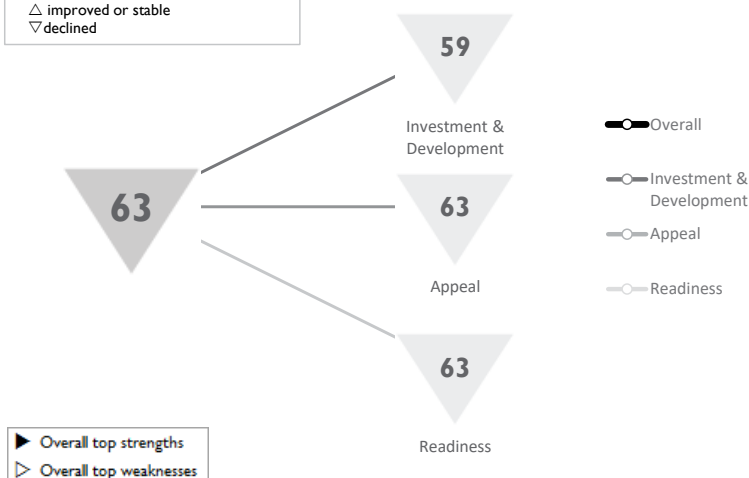 △ improved or stable
▽ declined
59
Investment &
Development
63
63
Appeal
63
Readiness
Overall
Investment &
Development
Appeal
Readiness
▶ Overall top strengths
▷ Overall top weaknesses